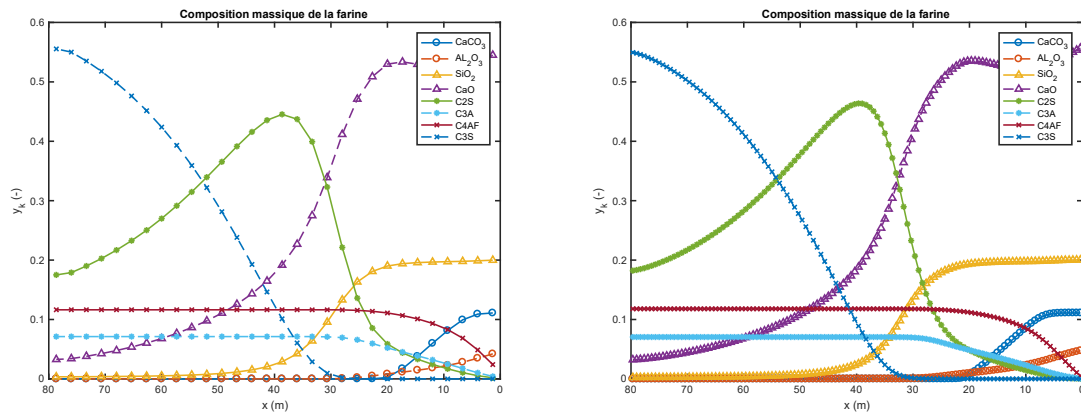 Composition massique de la farine
0.6
0.5
0.4
0.3
0.2
0.1
0
y_k (-)
CaCO₃
AL₂O₃
SiO₂
CaO
C2S
C3A
C4AF
C3S
80 70 60 50 40 30 20 10 0
x (m)
Composition massique de la farine
0.6
0.5
0.4
0.3
0.2
0.1
0
y_k (-)
CaCO₃
AL₂O₃
SiO₂
CaO
C2S
C3A
C4AF
C3S
80 70 60 50 40 30 20 10 0
x (m)